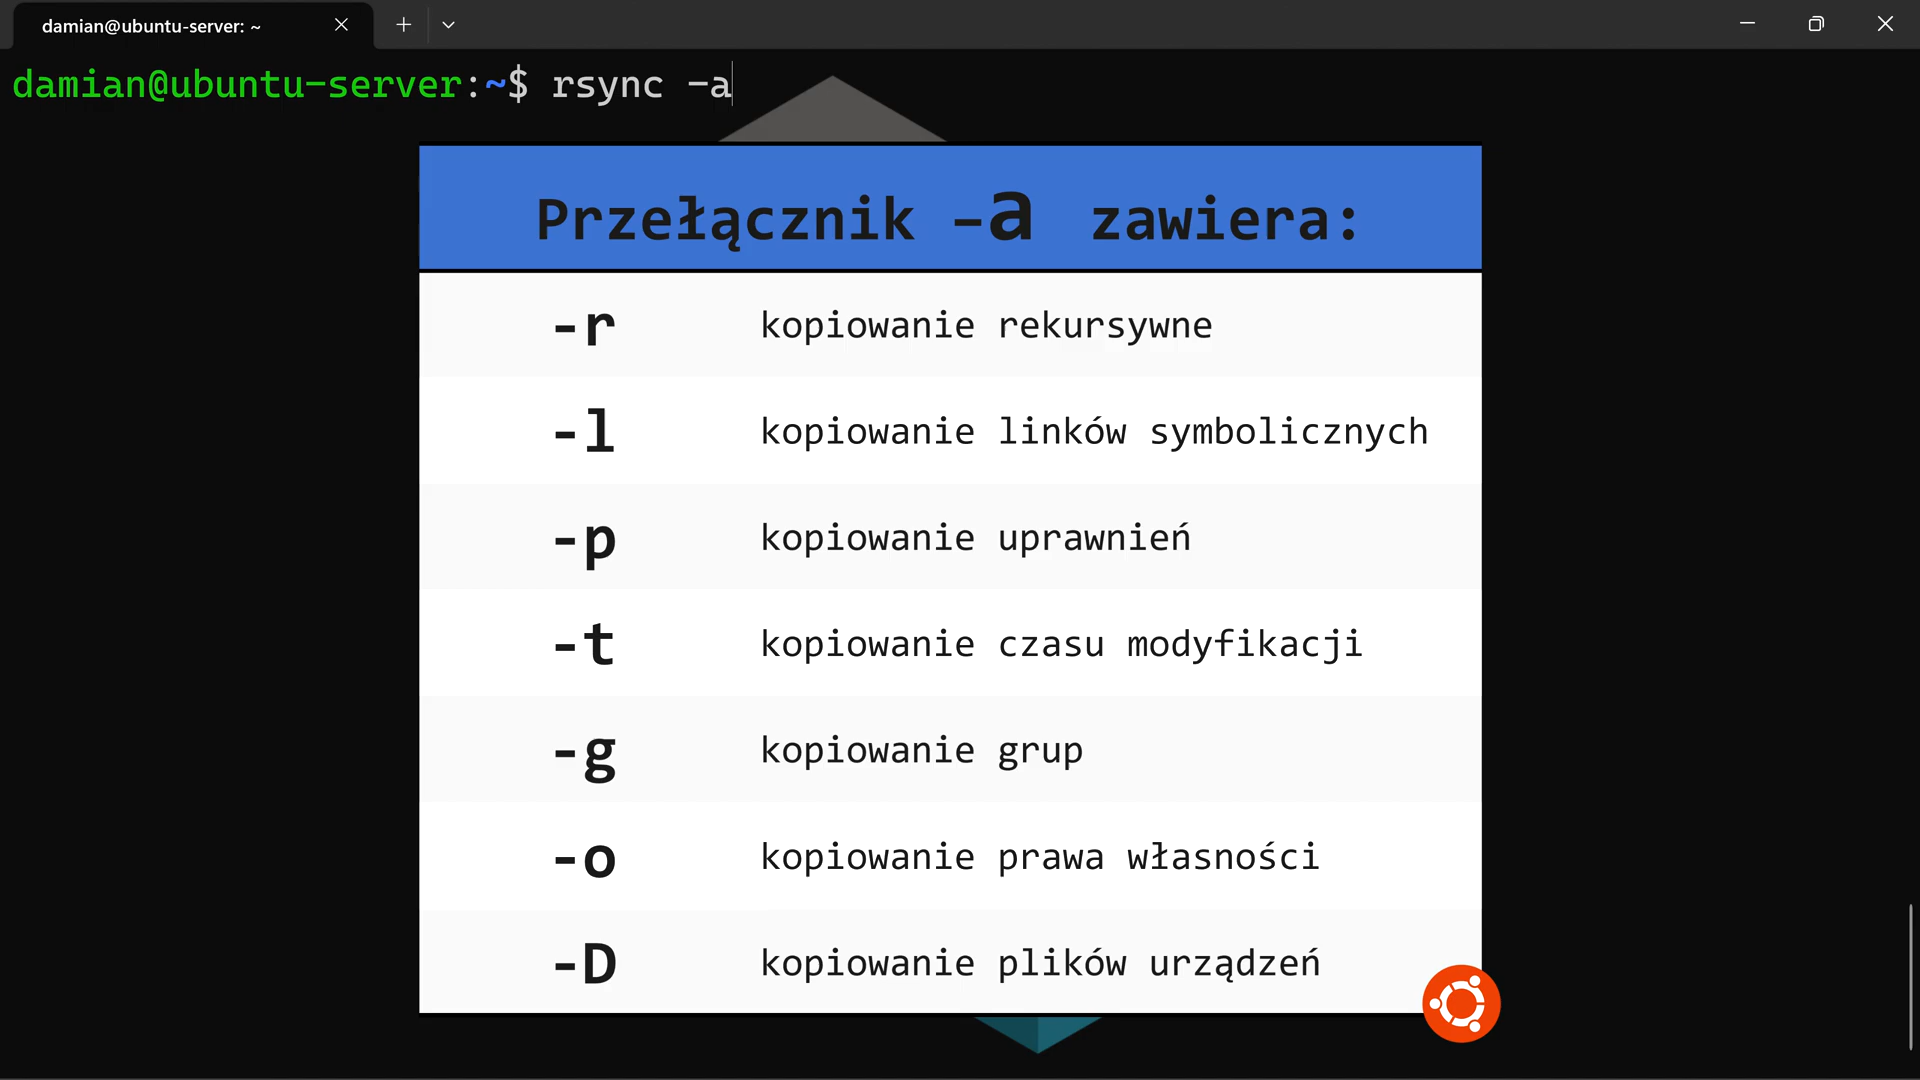 damian@ubuntu-server: ~
damian@ubuntu-server:~$ rsync -a
Przełącznik -a zawiera:
-r kopiowanie rekursywne
-l kopiowanie linków symbolicznych
-p kopiowanie uprawnień
-t kopiowanie czasu modyfikacji
-g kopiowanie grup
-o kopiowanie prawa własności
-D kopiowanie plików urządzeń